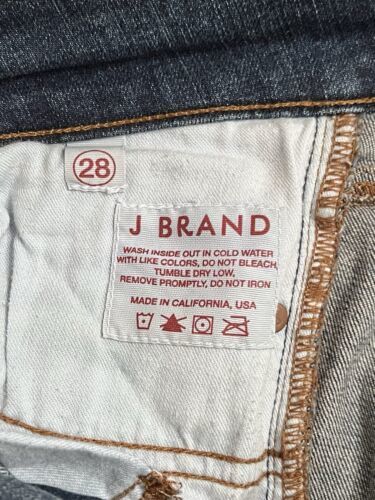 28
J BRAND
WASH INSIDE OUT IN COLD WATER
WITH LIKE COLORS, DO NOT BLEACH,
TUMBLE DRY LOW,
REMOVE PROMPTLY, DO NOT IRON
MADE IN CALIFORNIA, USA